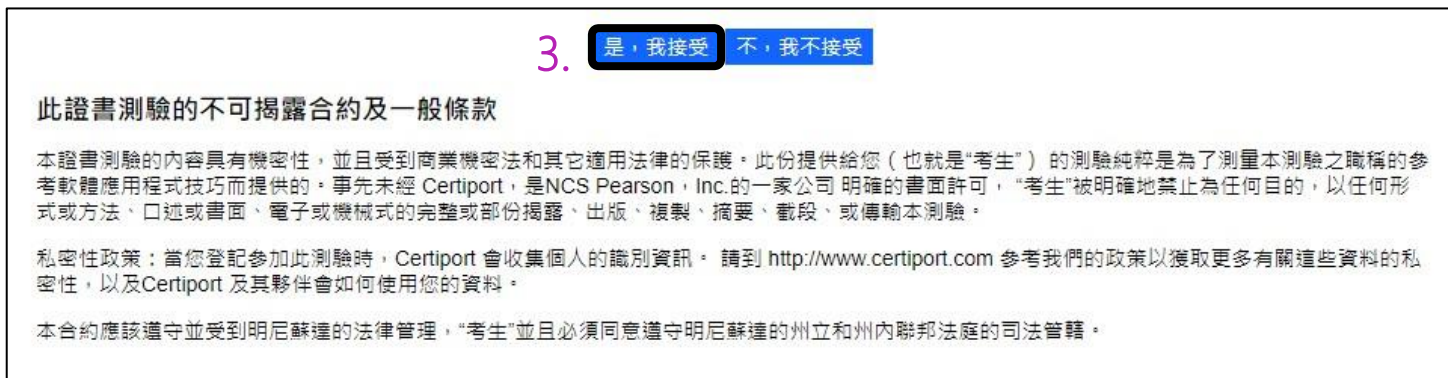 3. 是，我接受 不，我不接受
此證書測驗的不可揭露合約及一般條款
本證書測驗的內容具有機密性，並且受到商業機密法和其它適用法律的保護。此份提供給您（也就是“考生”） 的測驗純粹是為了測量本測驗之職稱的參
考軟體應用程式技巧而提供的。事先未經 Certiport，是NCS Pearson，Inc.的一家公司 明確的書面許可， “考生”被明確地禁止為任何目的，以任何形
式或方法、口述或書面、電子或機械式的完整或部份揭露、出版、複製、摘要、截段、或傳輸本測驗。
私密性政策：當您登記參加此測驗時，Certiport 會收集個人的識別資訊。 請到 http://www.certiport.com 參考我們的政策以獲取更多有關這些資料的私
密性，以及Certiport 及其夥伴會如何使用您的資料。
本合約應該遵守並受到明尼蘇達的法律管理，“考生”並且必須同意遵守明尼蘇達的州立和州內聯邦法庭的司法管轄。